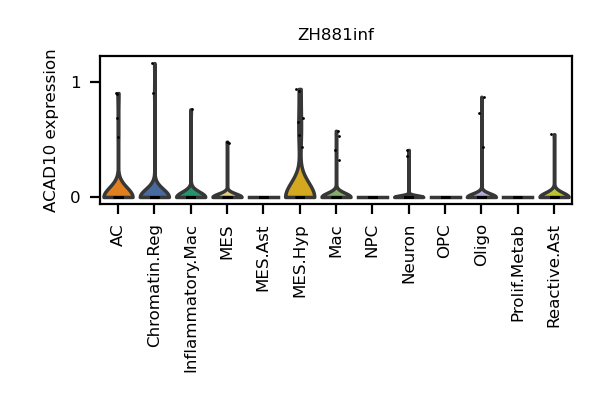 ZH881inf
ACAD10 expression
1
0
AC
Chromatin.Reg
Inflammatory.Mac
MES
MES.Ast
MES.Hyp
Mac
NPC
Neuron
OPC
Oligo
Prolif.Metab
Reactive.Ast